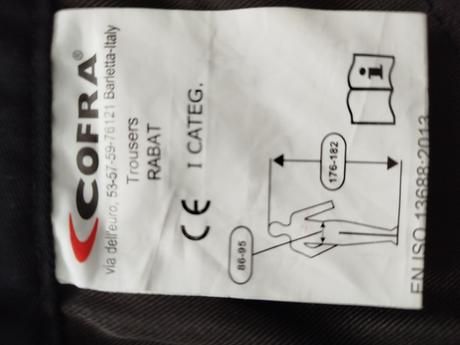 COFRA®
via dell'euro, 53-57-59-76121 Barletta-Italy
Trousers
RABAT
CE I CATEG.
i
176-182
86-95
EN ISO 13688:2013